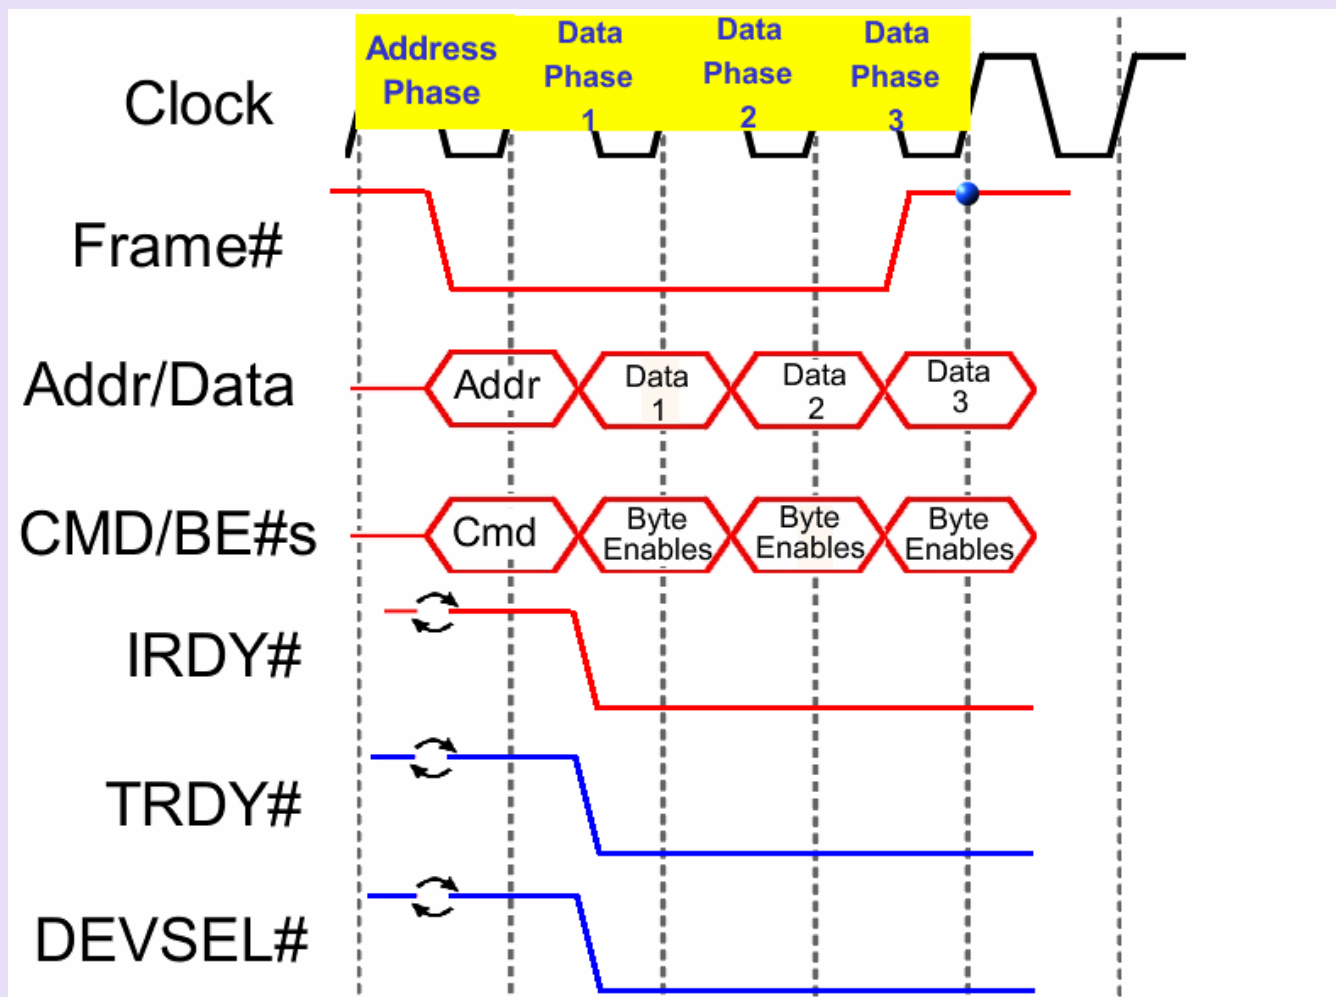 Address
Phase
Data
Phase
1
Data
Phase
2
Data
Phase
3
Clock
Frame#
Addr/Data
Addr
Data
1
Data
2
Data
3
CMD/BE#s
Cmd
Byte
Enables
Byte
Enables
Byte
Enables
IRDY#
TRDY#
DEVSEL#